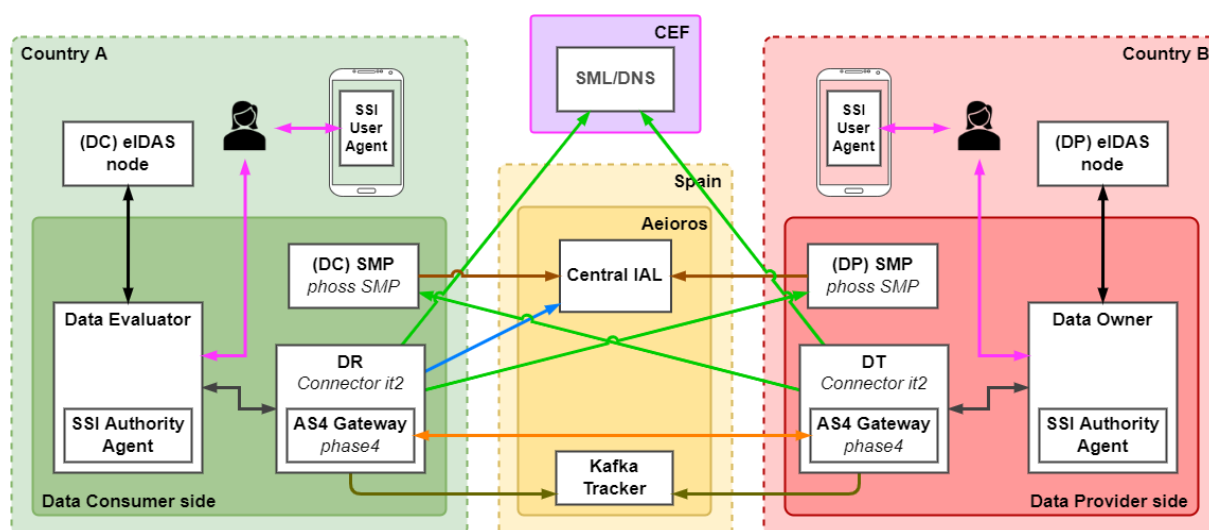 CEF
SML/DNS
Country A
SSI
User
Agent
(DC) eIDAS
node
Data Evaluator
SSI Authority
Agent
(DC) SMP
phoss SMP
DR
Connector it2
AS4 Gateway
phase4
Data Consumer side
Spain
Aeioros
Central IAL
Kafka
Tracker
Country B
SSI
User
Agent
(DP) eIDAS
node
(DP) SMP
phoss SMP
DT
Connector it2
AS4 Gateway
phase4
Data Owner
SSI Authority
Agent
Data Provider side